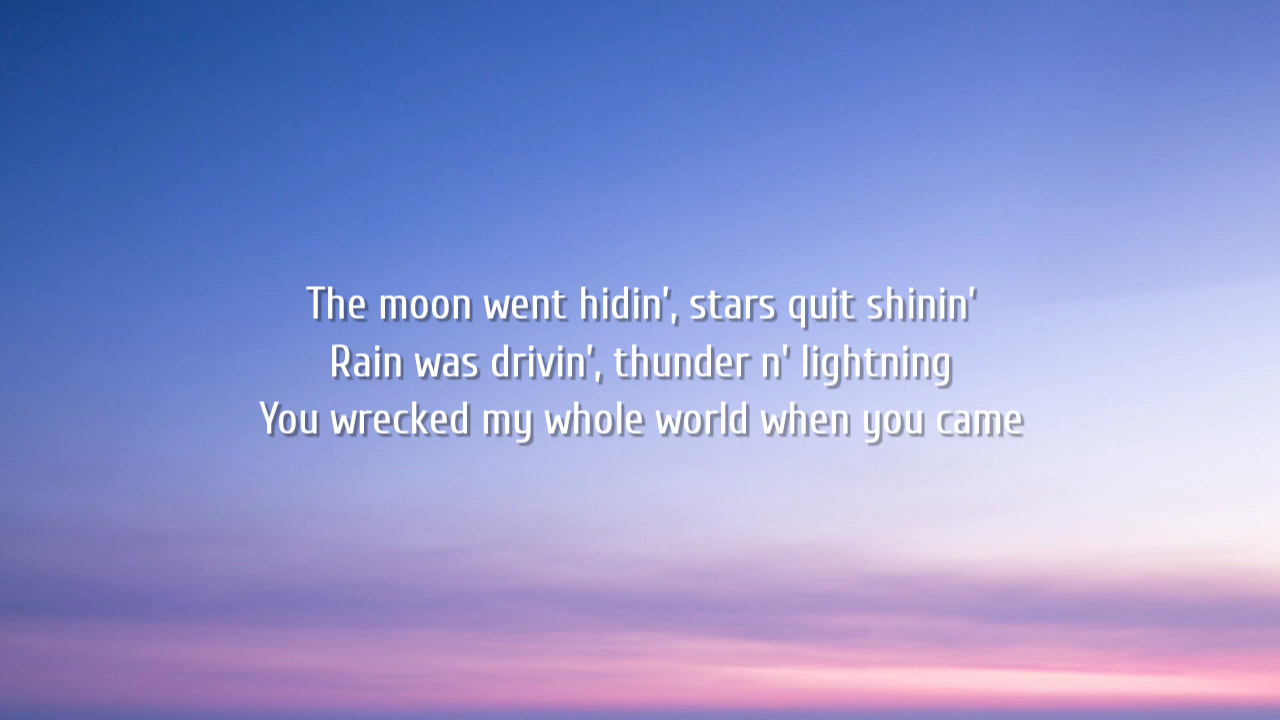 The moon went hidin', stars quit shinin'
Rain was drivin', thunder n' lightning
You wrecked my whole world when you came